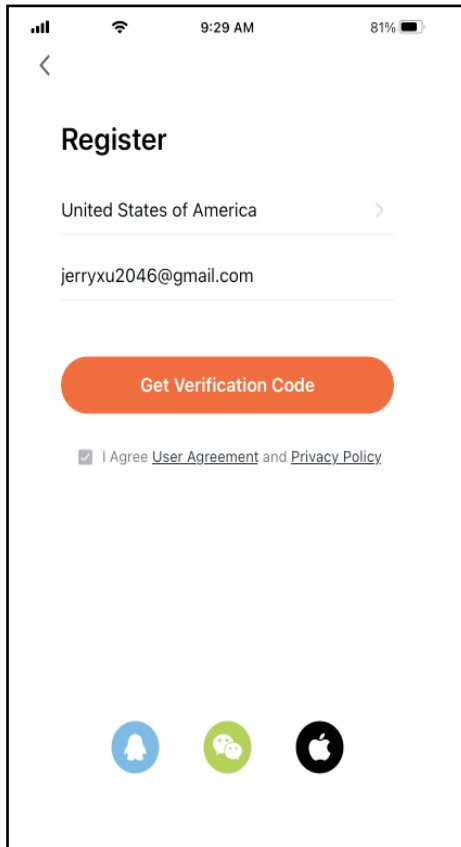 9:29 AM 81%
Register
United States of America
jerryxu2046@gmail.com
Get Verification Code
I Agree User Agreement and Privacy Policy